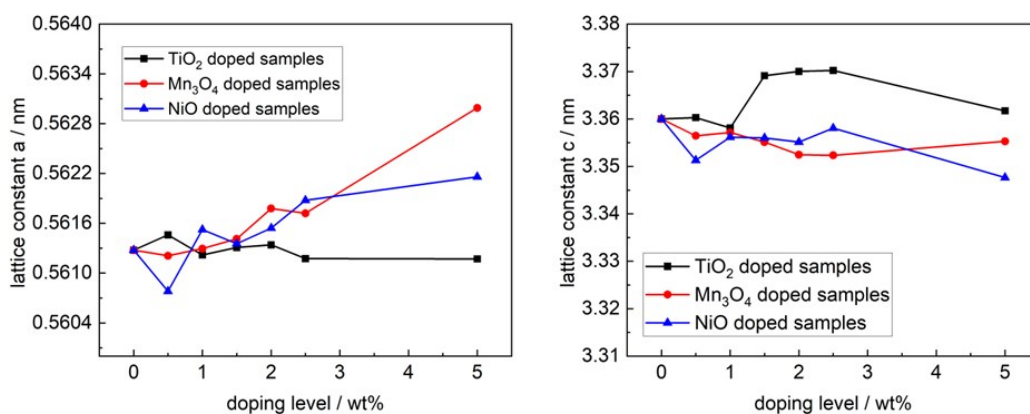 0.5640
0.5634
0.5628
0.5622
0.5616
0.5610
0.5604
lattice constant a / nm
TiO₂ doped samples
Mn₃O₄ doped samples
NiO doped samples
0 1 2 3 4 5
doping level / wt%
3.38
3.37
3.36
3.35
3.34
3.33
3.32
3.31
lattice constant c / nm
TiO₂ doped samples
Mn₃O₄ doped samples
NiO doped samples
0 1 2 3 4 5
doping level / wt%